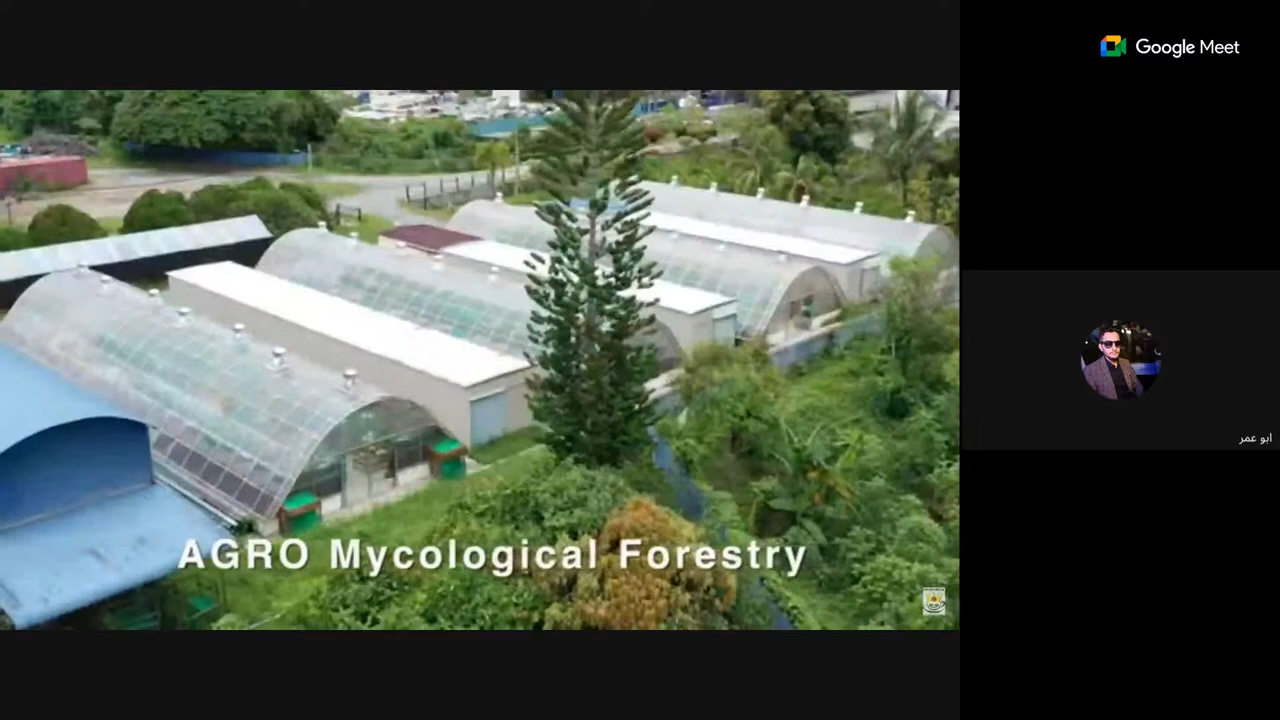 Google Meet
AGRO Mycological Forestry
ابو عمر